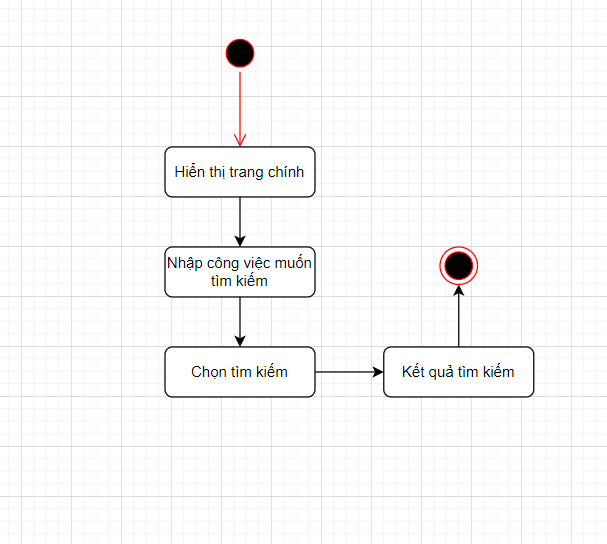 Hiển thị trang chính
Nhập công việc muốn
tìm kiếm
Chọn tìm kiếm
Kết quả tìm kiếm